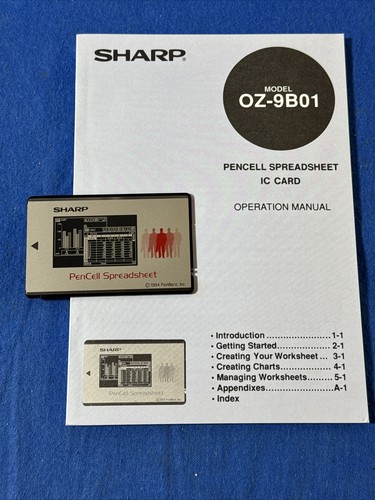 SHARP
MODEL
OZ-9B01
PENCELL SPREADSHEET
IC CARD
OPERATION MANUAL
SHARP
PenCell Spreadsheet
© 1994 PenWare, Inc.
• Introduction ........................ 1-1
• Getting Started .................... 2-1
• Creating Your Worksheet ... 3-1
• Creating Charts .................. 4-1
• Managing Worksheets ......... 5-1
• Appendixes ........................ A-1
• Index
SHARP
PenCell Spreadsheet